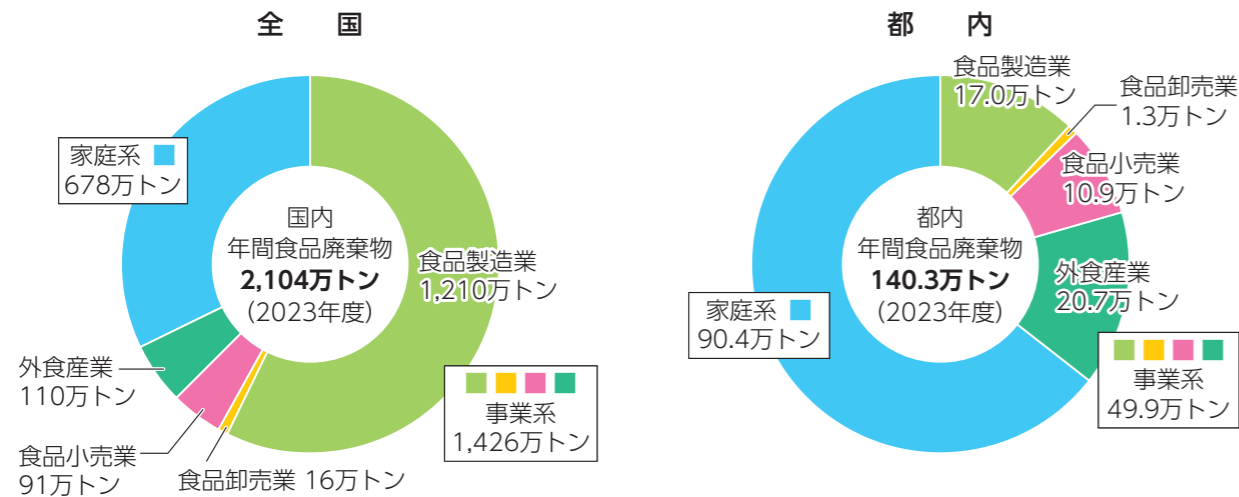 全国
家庭系
678万トン
国内
年間食品廃棄物
2,104万トン
(2023年度)
食品製造業
1,210万トン
外食産業
110万トン
食品小売業
91万トン
食品卸売業 16万トン
事業系
1,426万トン
都内
食品製造業
17.0万トン
食品卸売業
1.3万トン
食品小売業
10.9万トン
都内
年間食品廃棄物
140.3万トン
(2023年度)
外食産業
20.7万トン
家庭系
90.4万トン
事業系
49.9万トン